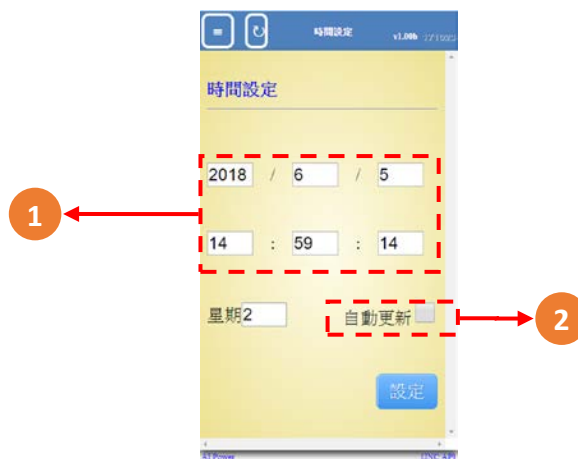 ≡ ↻ 時間設定 v1.00b 171025
時間設定
2018 / 6 / 5
1
14 : 59 : 14
星期2 自動更新 2
設定